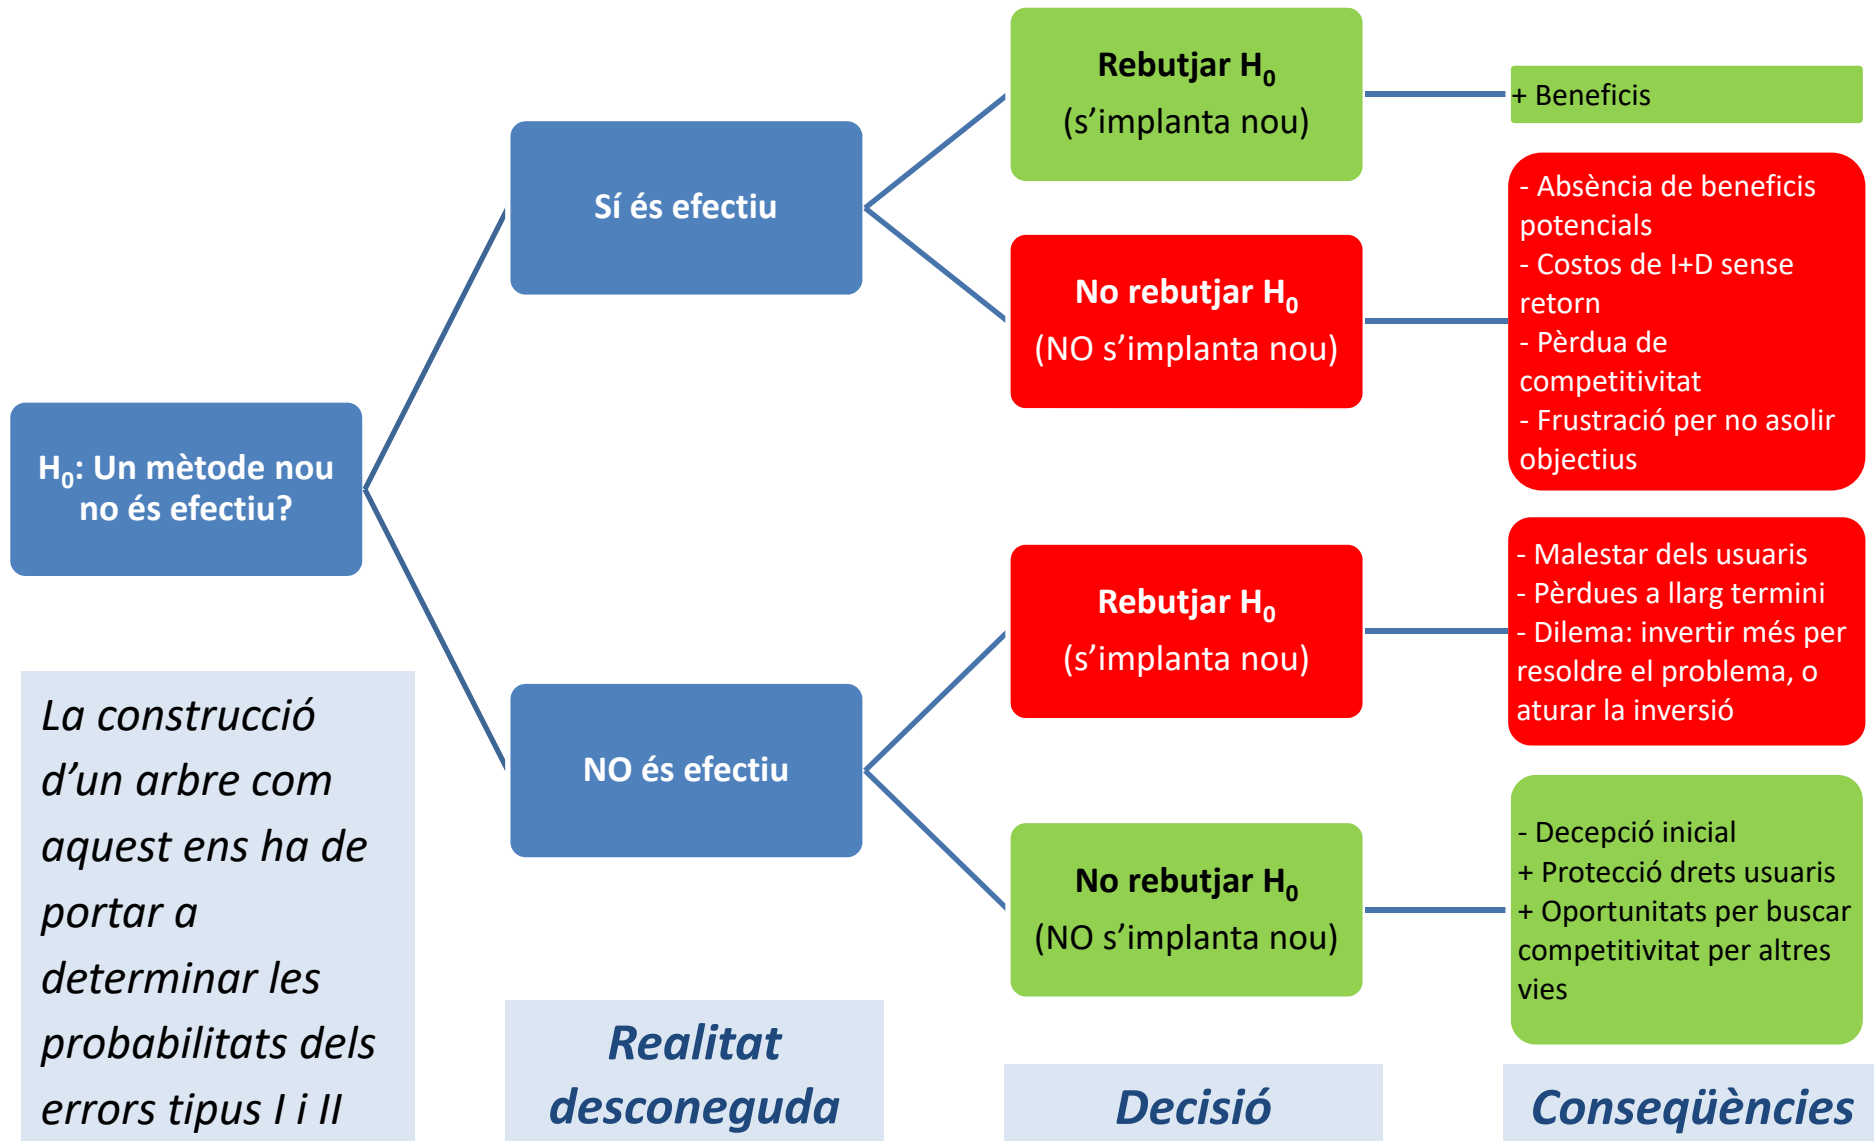 H₀: Un mètode nou
no és efectiu?
La construcció
d’un arbre com
aquest ens ha de
portar a
determinar les
probabilitats dels
errors tipus I i II
Sí és efectiu
NO és efectiu
Realitat
desconeguda
Rebutjar H₀
(s’implanta nou)
No rebutjar H₀
(NO s’implanta nou)
Rebutjar H₀
(s’implanta nou)
No rebutjar H₀
(NO s’implanta nou)
Decisió
+ Beneficis
- Absència de beneficis
potencials
- Costos de I+D sense
retorn
- Pèrdua de
competitivitat
- Frustració per no asolir
objectius
- Malestar dels usuaris
- Pèrdues a llarg termini
- Dilema: invertir més per
resoldre el problema, o
aturar la inversió
- Decepció inicial
+ Protecció drets usuaris
+ Oportunitats per buscar
competitivitat per altres
vies
Conseqüències